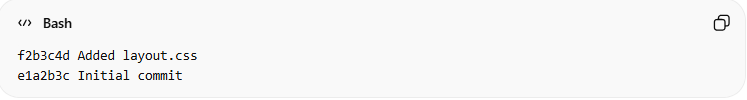 Bash
f2b3c4d Added layout.css
e1a2b3c Initial commit